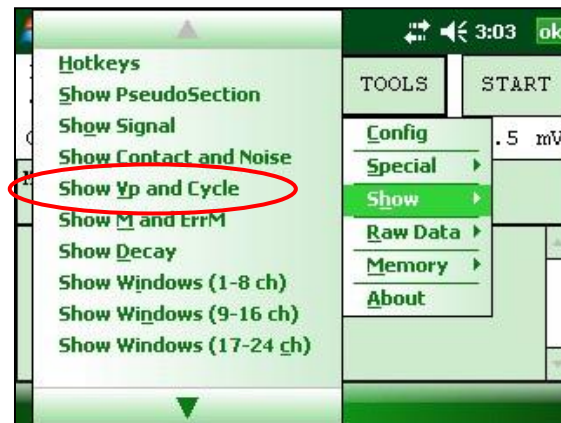 3:03 ok
Hotkeys
Show PseudoSection
Show Signal
Show Contact and Noise
Show Vp and Cycle
Show M and ErrM
Show Decay
Show Windows (1-8 ch)
Show Windows (9-16 ch)
Show Windows (17-24 ch)
TOOLS
START
.5 mV
Config
Special
Show
Raw Data
Memory
About